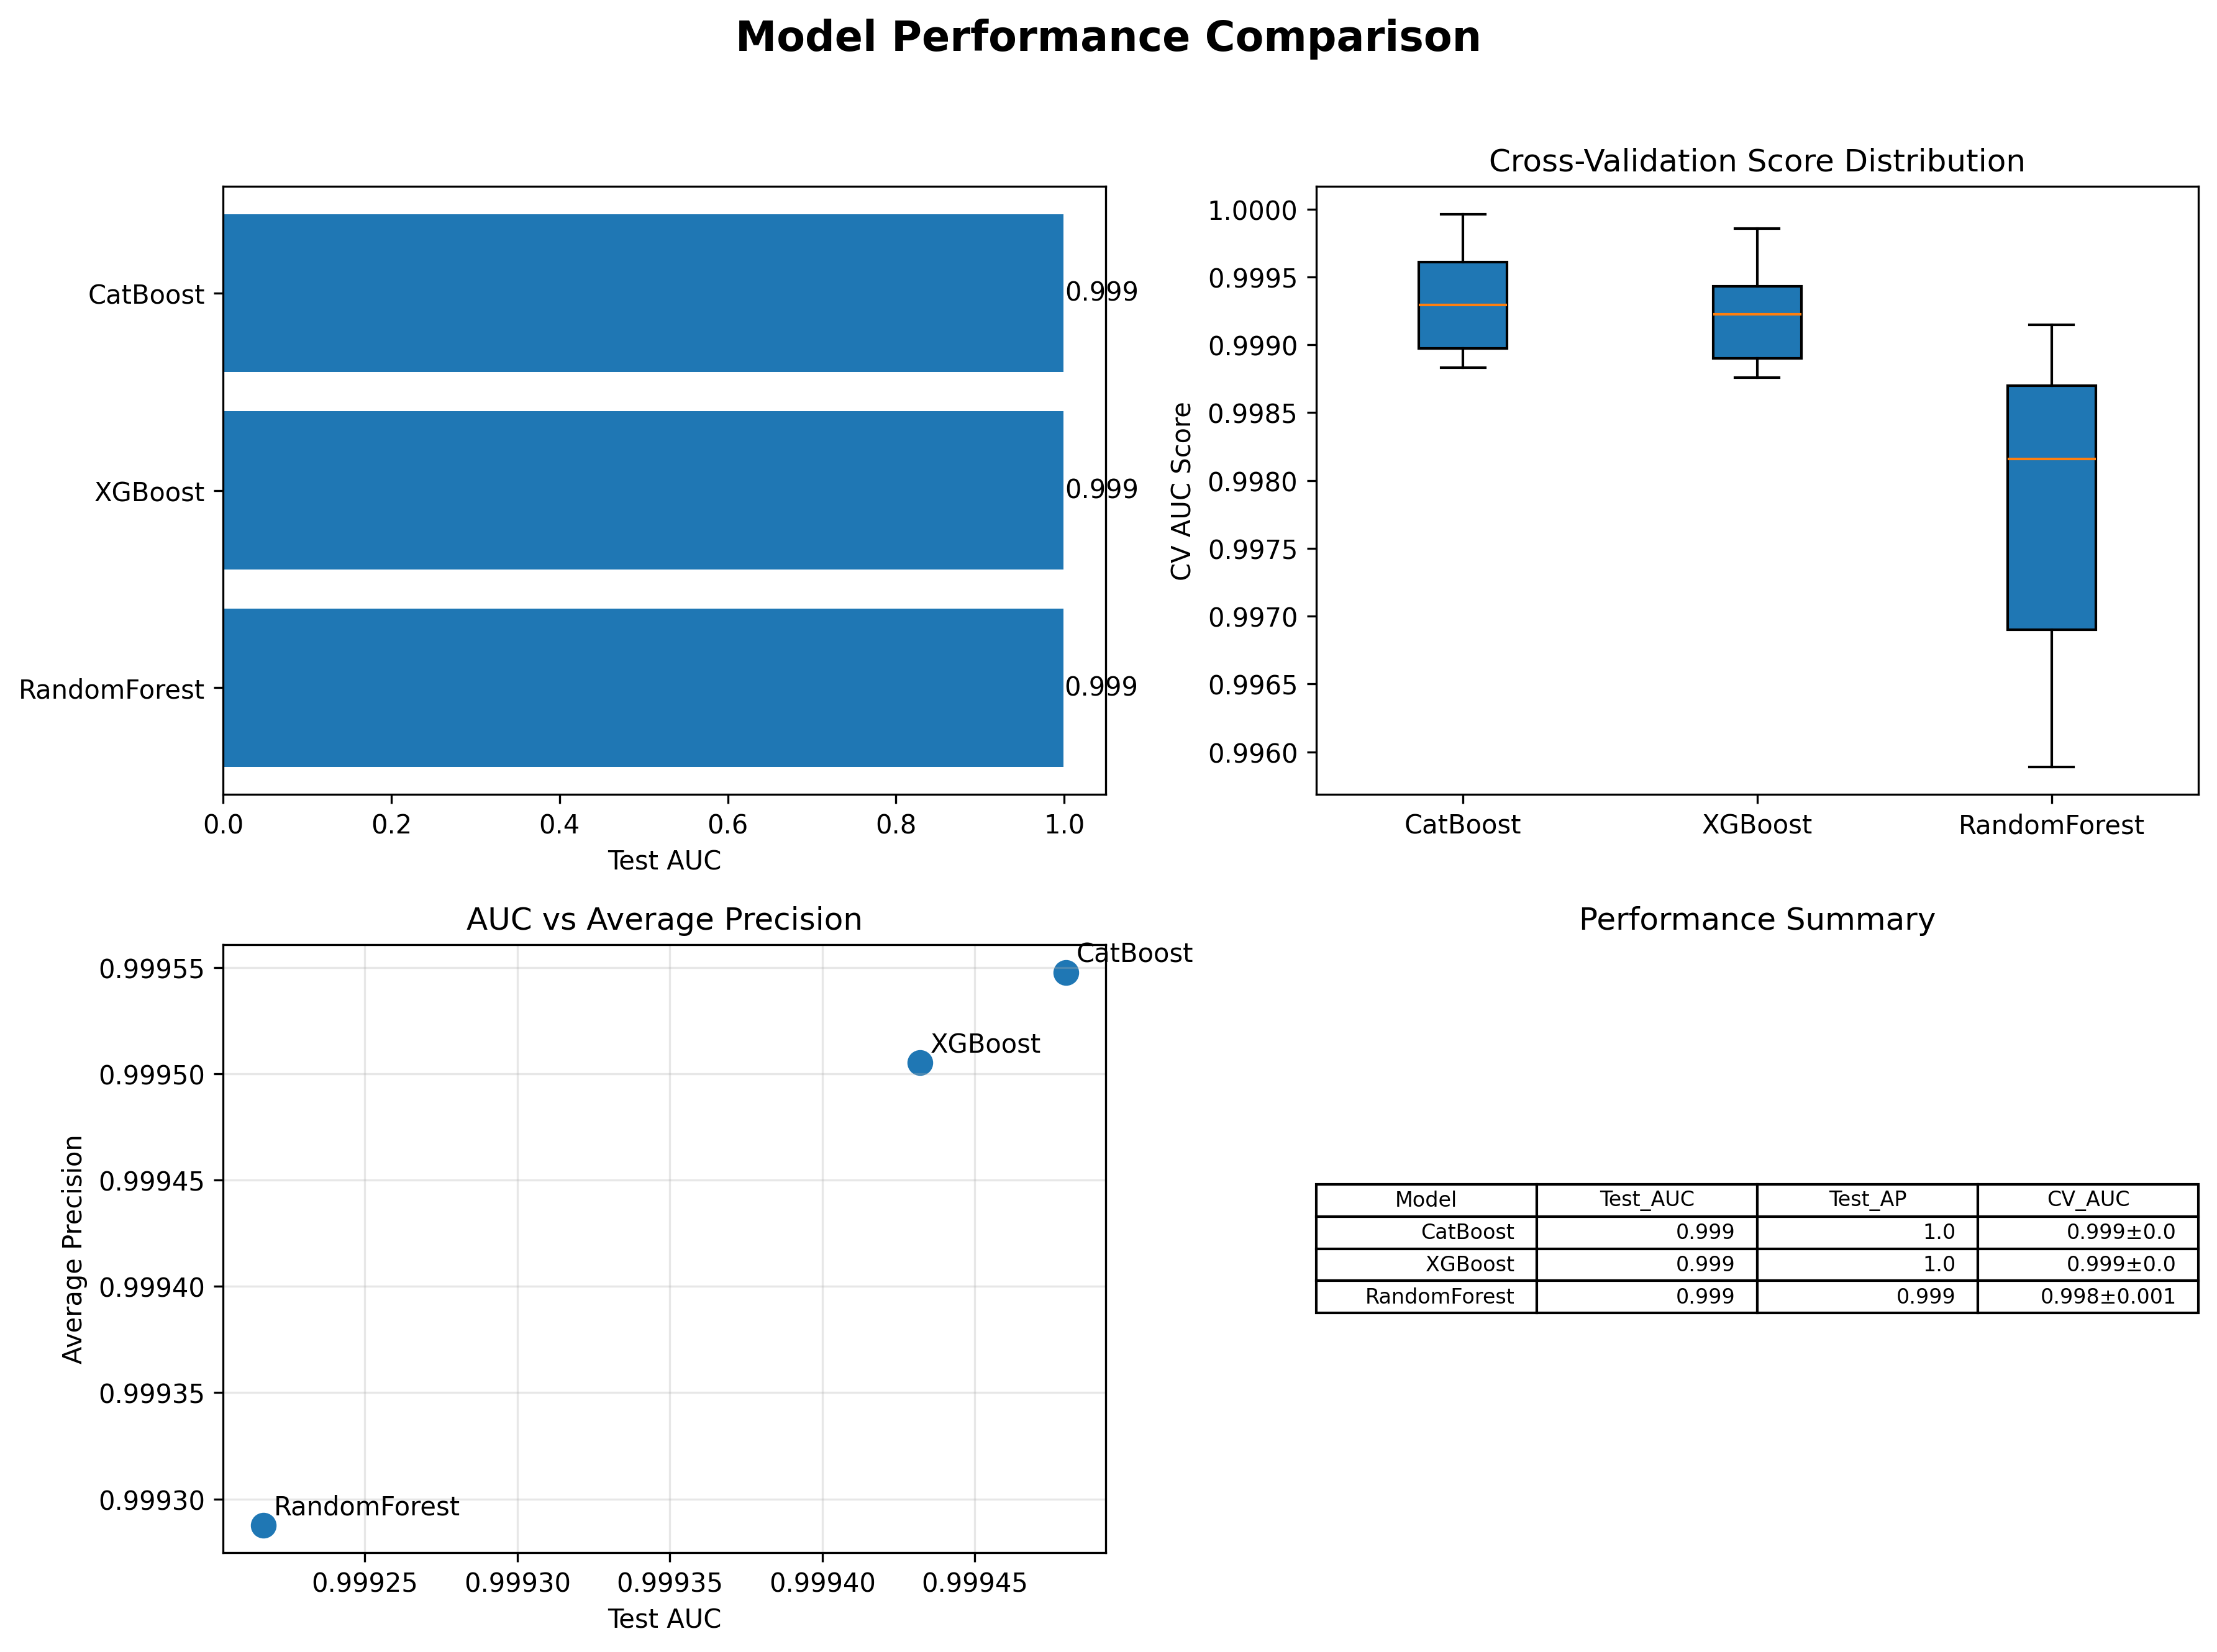 Model Performance Comparison
CatBoost
XGBoost
RandomForest
0.999
0.999
0.999
0.0 0.2 0.4 0.6 0.8 1.0
Test AUC
Cross-Validation Score Distribution
CV AUC Score
1.0000
0.9995
0.9990
0.9985
0.9980
0.9975
0.9970
0.9965
0.9960
CatBoost XGBoost RandomForest
AUC vs Average Precision
Average Precision
0.99955
0.99950
0.99945
0.99940
0.99935
0.99930
CatBoost
XGBoost
RandomForest
0.99925 0.99930 0.99935 0.99940 0.99945
Test AUC
Performance Summary
Model Test_AUC Test_AP CV_AUC
CatBoost 0.999 1.0 0.999±0.0
XGBoost 0.999 1.0 0.999±0.0
RandomForest 0.999 0.999 0.998±0.001